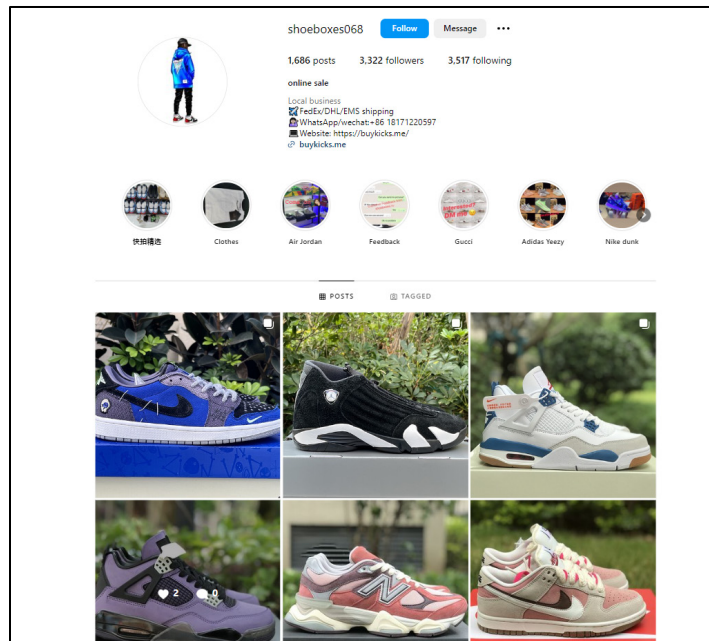 shoeboxes068 Follow Message
1,686 posts 3,322 followers 3,517 following
online sale
Local business
FedEx/DHL/EMS shipping
WhatsApp/wechat:+86 18171220597
Website: https://buykicks.me/
buykicks.me
快拍精选 Clothes Air Jordan Feedback Gucci Adidas Yeezy Nike dunk
POSTS TAGGED
2 0